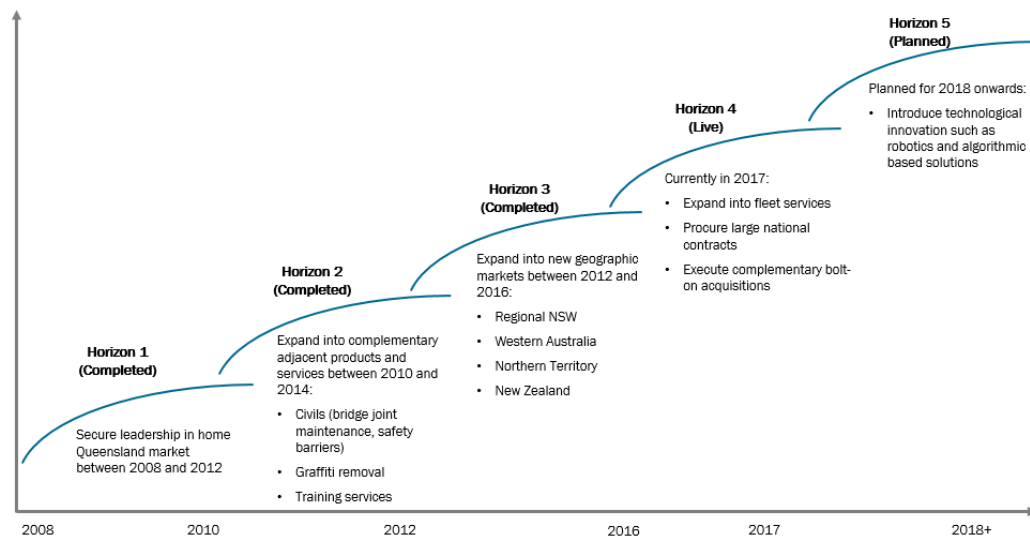 Horizon 1
(Completed)
Secure leadership in home
Queensland market
between 2008 and 2012
Horizon 2
(Completed)
Expand into complementary
adjacent products and
services between 2010 and
2014:
• Civils (bridge joint
maintenance, safety
barriers)
• Graffiti removal
• Training services
Horizon 3
(Completed)
Expand into new geographic
markets between 2012 and
2016:
• Regional NSW
• Western Australia
• Northern Territory
• New Zealand
Horizon 4
(Live)
Currently in 2017:
• Expand into fleet services
• Procure large national
contracts
• Execute complementary bolt-
on acquisitions
Horizon 5
(Planned)
Planned for 2018 onwards:
• Introduce technological
innovation such as
robotics and algorithmic
based solutions
2008 2010 2012 2016 2017 2018+